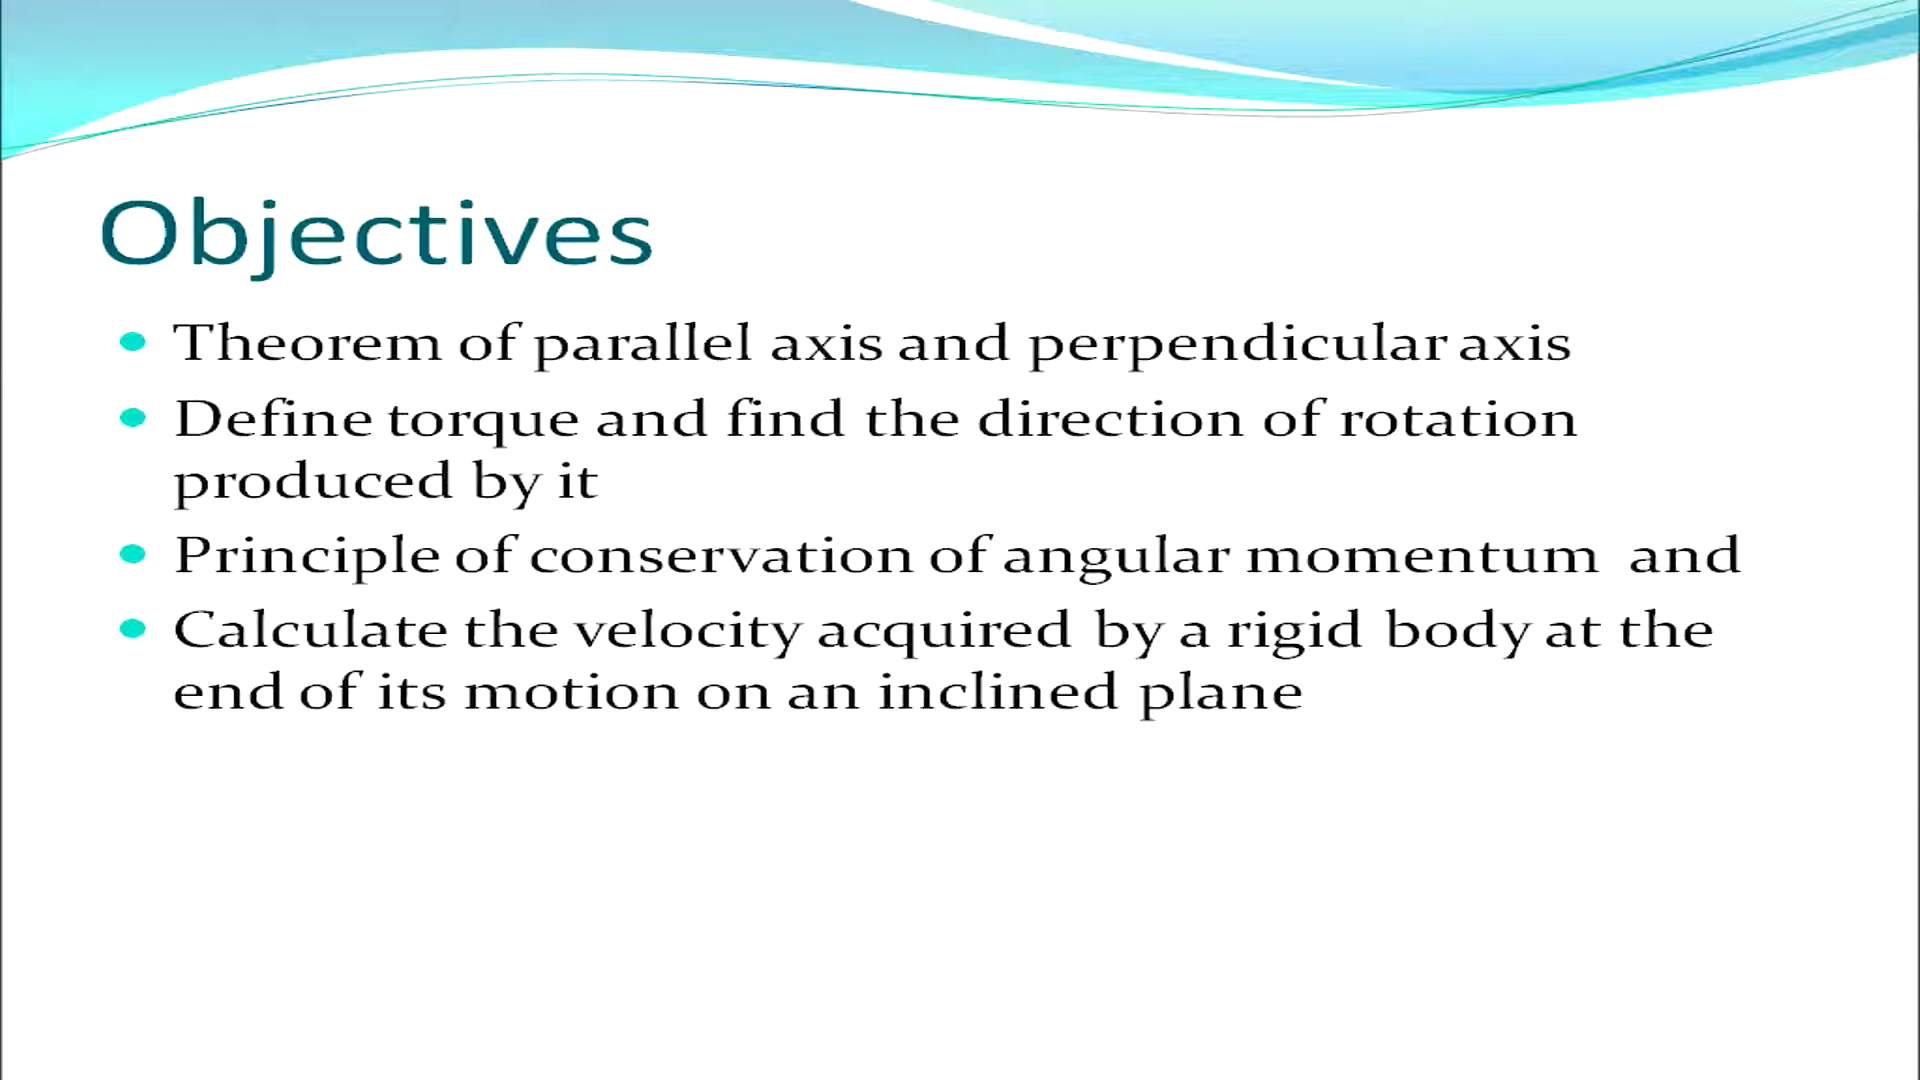 Objectives
• Theorem of parallel axis and perpendicular axis
• Define torque and find the direction of rotation
produced by it
• Principle of conservation of angular momentum and
• Calculate the velocity acquired by a rigid body at the
end of its motion on an inclined plane